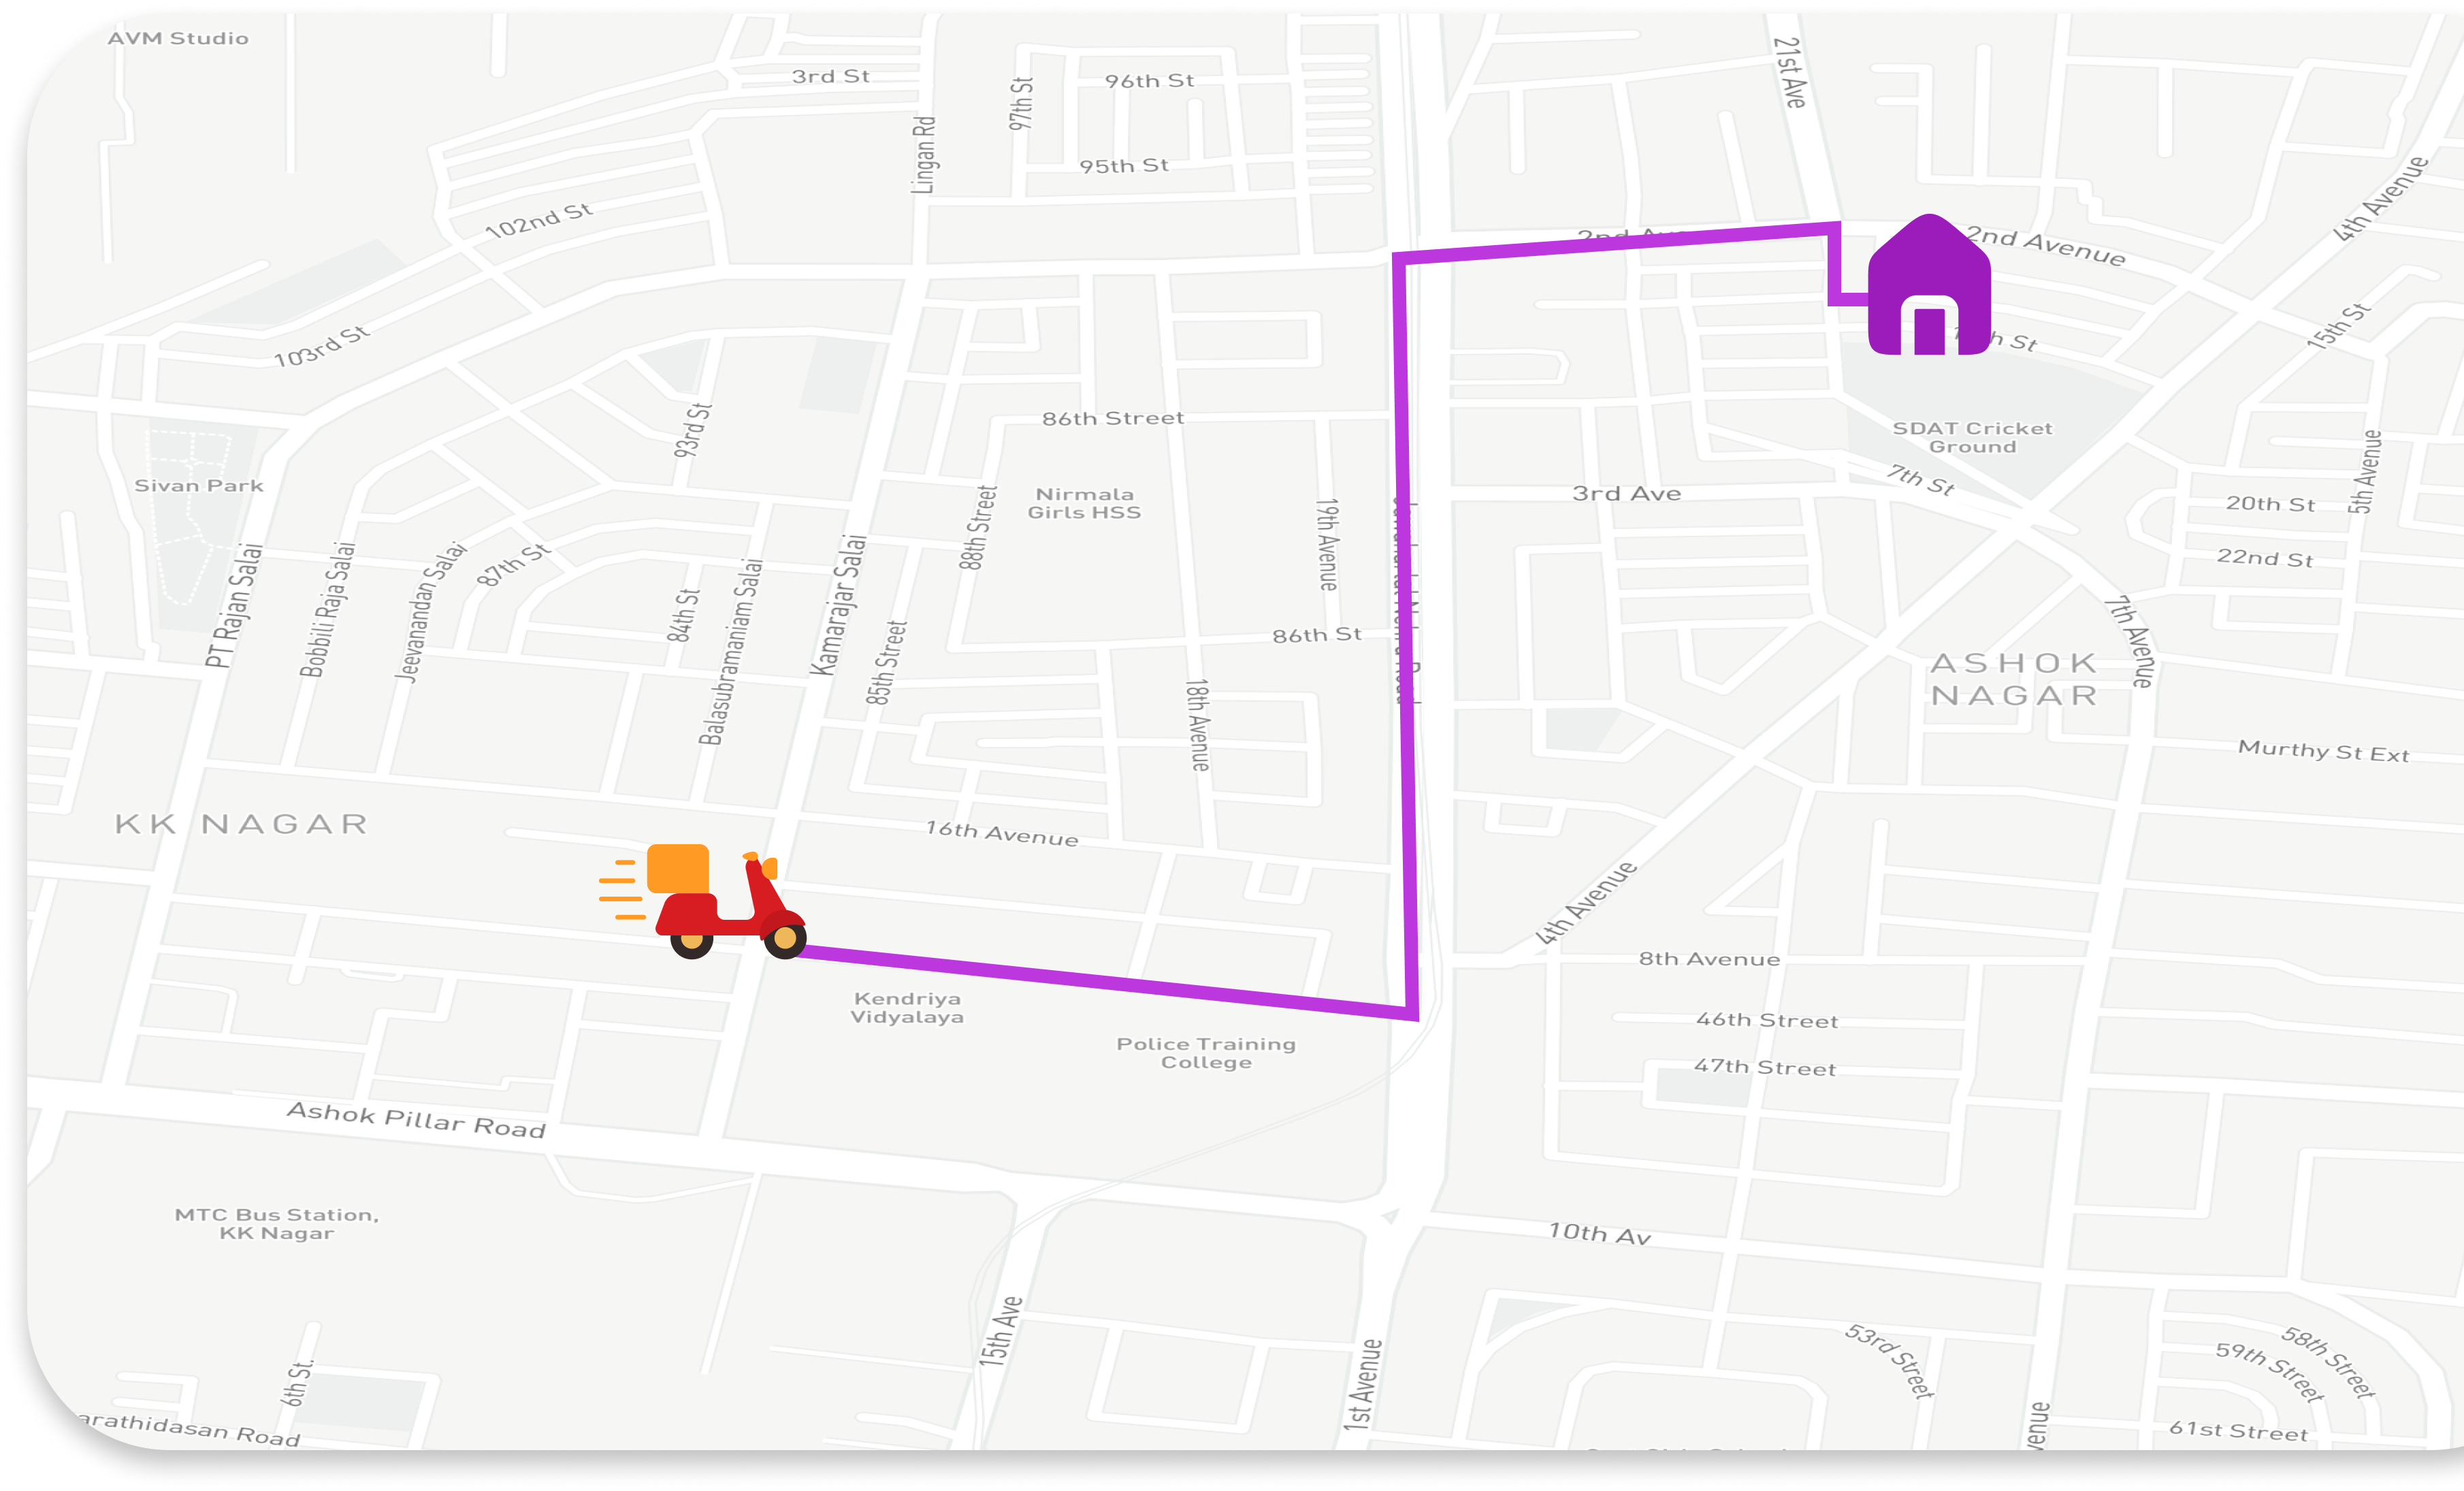 AVM Studio
3rd St
96th St
97th St
21st Ave
Lingan Rd
95th St
102nd St
4th Avenue
2nd Avenue
2nd Ave
103rd St
15th St
St
93rd St
86th Street
SDAT Cricket
Ground
Sivan Park
Nirmala
Girls HSS
88th Street
19th Avenue
3rd Ave
7th St
5th Avenue
20th St
22nd St
PT Rajan Salai
Bobbili Raja Salai
Jeevanandan Salai
87th St
84th St
Balasubramaniam Salai
Kamarajar Salai
85th Street
86th St
18th Avenue
7th Avenue
ASHOK
NAGAR
Murthy St Ext
KK NAGAR
16th Avenue
4th Avenue
8th Avenue
Kendriya
Vidyalaya
Police Training
College
46th Street
47th Street
Ashok Pillar Road
MTC Bus Station,
KK Nagar
10th Av
15th Ave
1st Avenue
53rd Street
58th Street
59th Street
6th St.
arathidasan Road
venue
61st Street